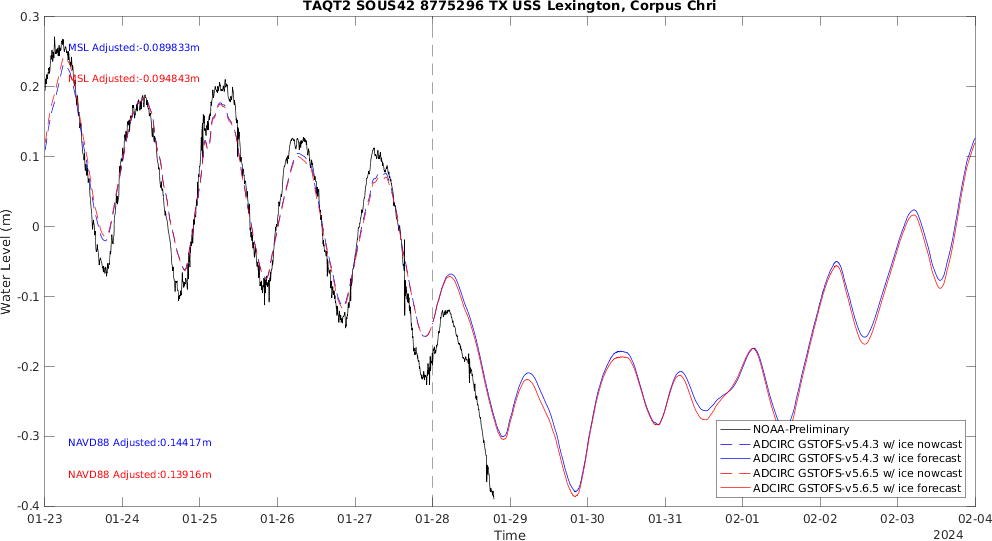 TAQT2 SOUS42 8775296 TX USS Lexington, Corpus Chri
Water Level (m)
0.3
0.2
0.1
0
-0.1
-0.2
-0.3
-0.4
MSL Adjusted:-0.089833m
MSL Adjusted:-0.094843m
NAVD88 Adjusted:0.14417m
NAVD88 Adjusted:0.13916m
NOAA-Preliminary
ADCIRC GSTOFS-v5.4.3 w/ ice nowcast
ADCIRC GSTOFS-v5.4.3 w/ ice forecast
ADCIRC GSTOFS-v5.6.5 w/ ice nowcast
ADCIRC GSTOFS-v5.6.5 w/ ice forecast
01-23 01-24 01-25 01-26 01-27 01-28 01-29 01-30 01-31 02-01 02-02 02-03 02-04
Time
2024